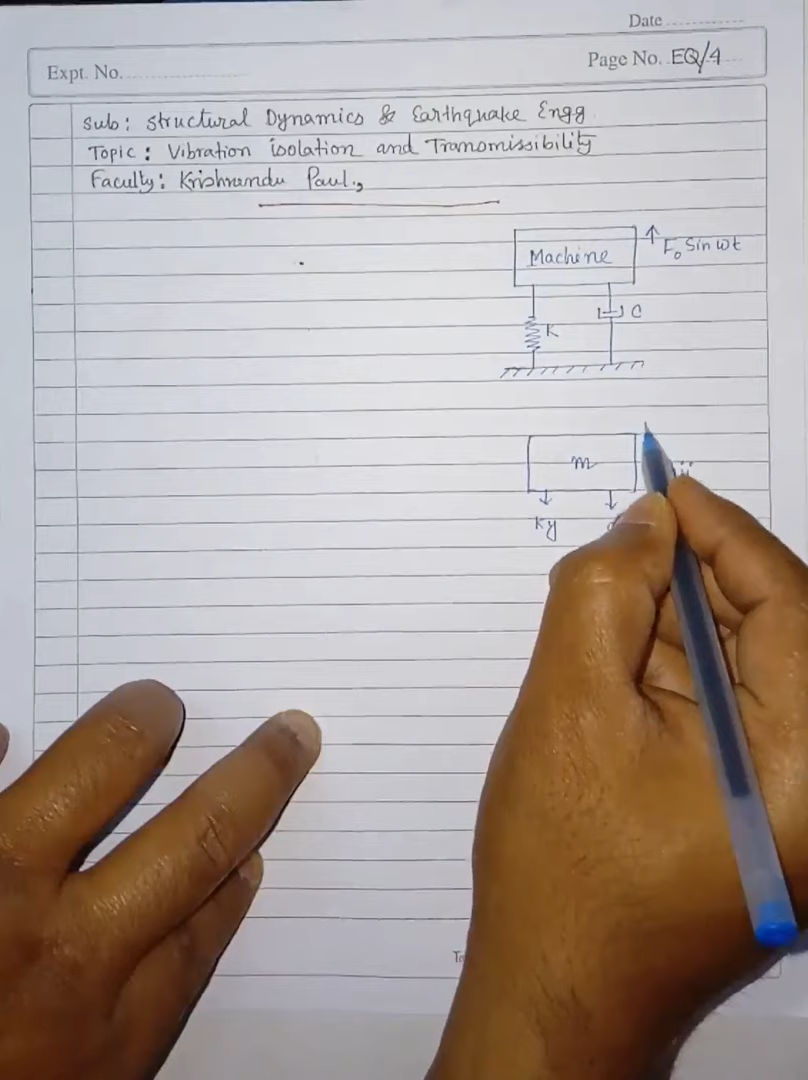 Date
Expt. No.
Page No. EQ/4
Sub: Structural Dynamics & Earthquake Engg
Topic: Vibration isolation and Transmissibility
Faculty: Krishnendu Paul.,
Machine
F₀ Sin ωt
K
C
m
ÿ
Ky